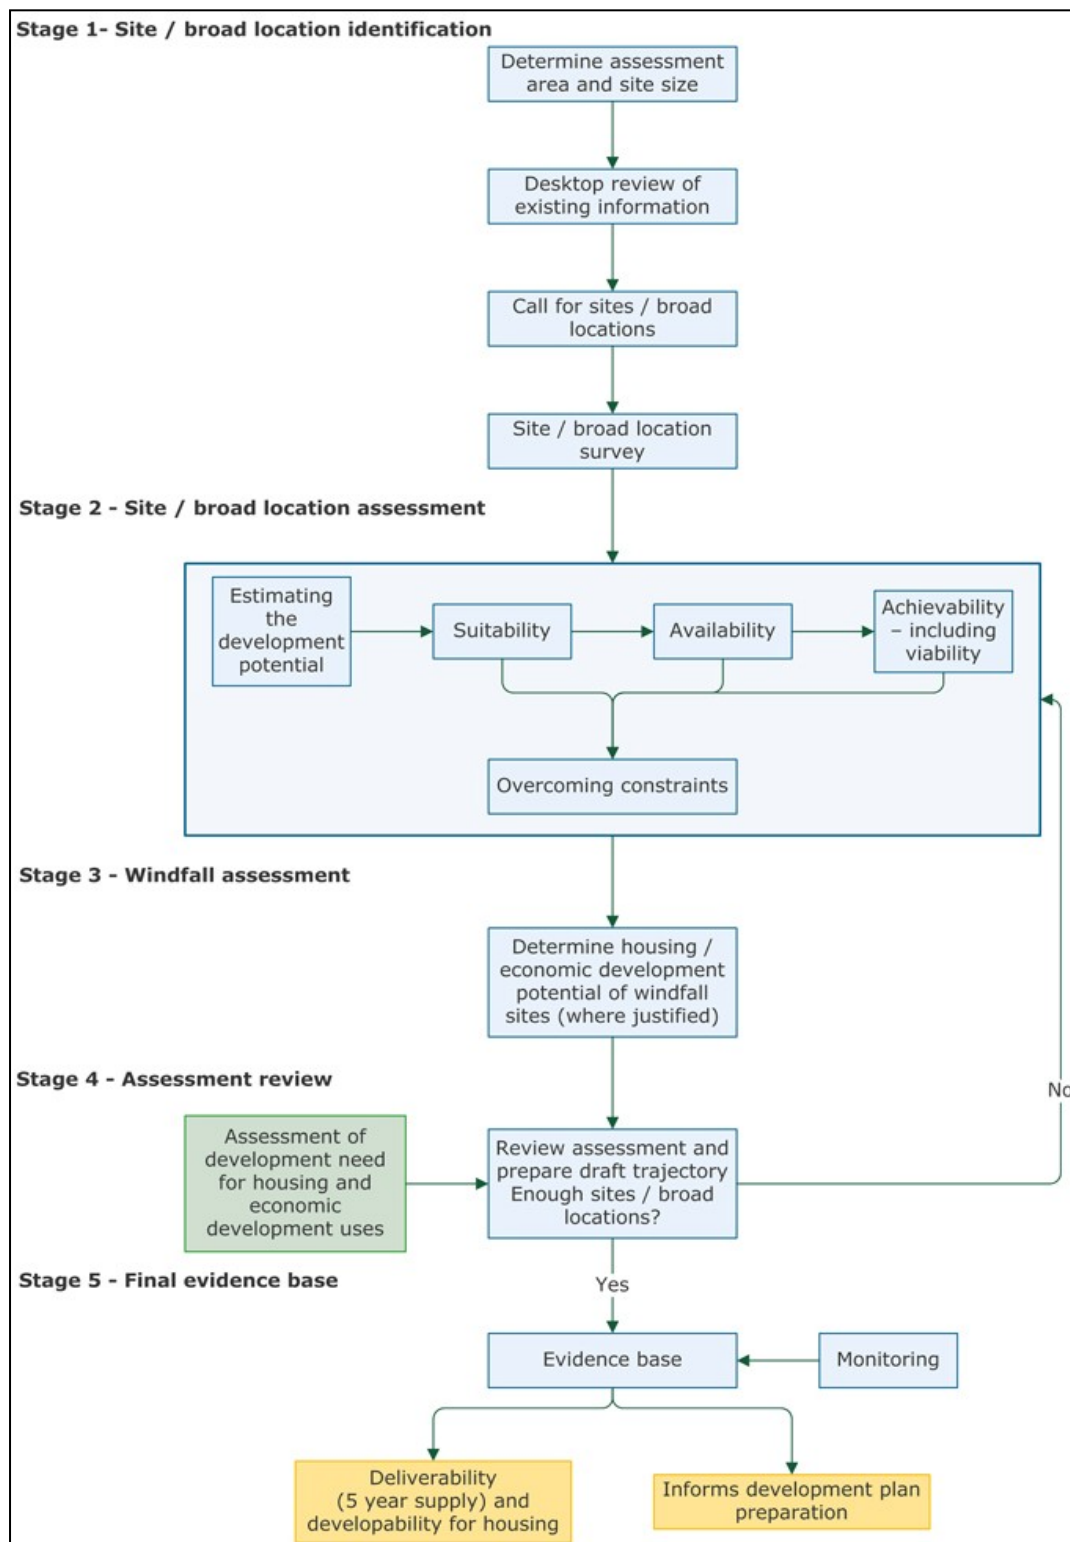 Stage 1- Site / broad location identification
Determine assessment
area and site size
Desktop review of
existing information
Call for sites / broad
locations
Site / broad location
survey
Stage 2 - Site / broad location assessment
Estimating
the
development
potential
Suitability
Availability
Achievability
– including
viability
Overcoming constraints
Stage 3 - Windfall assessment
Determine housing /
economic development
potential of windfall
sites (where justified)
Stage 4 - Assessment review
No
Assessment of
development need
for housing and
economic
development uses
Review assessment and
prepare draft trajectory
Enough sites / broad
locations?
Stage 5 - Final evidence base
Yes
Evidence base
Monitoring
Deliverability
(5 year supply) and
developability for housing
Informs development plan
preparation